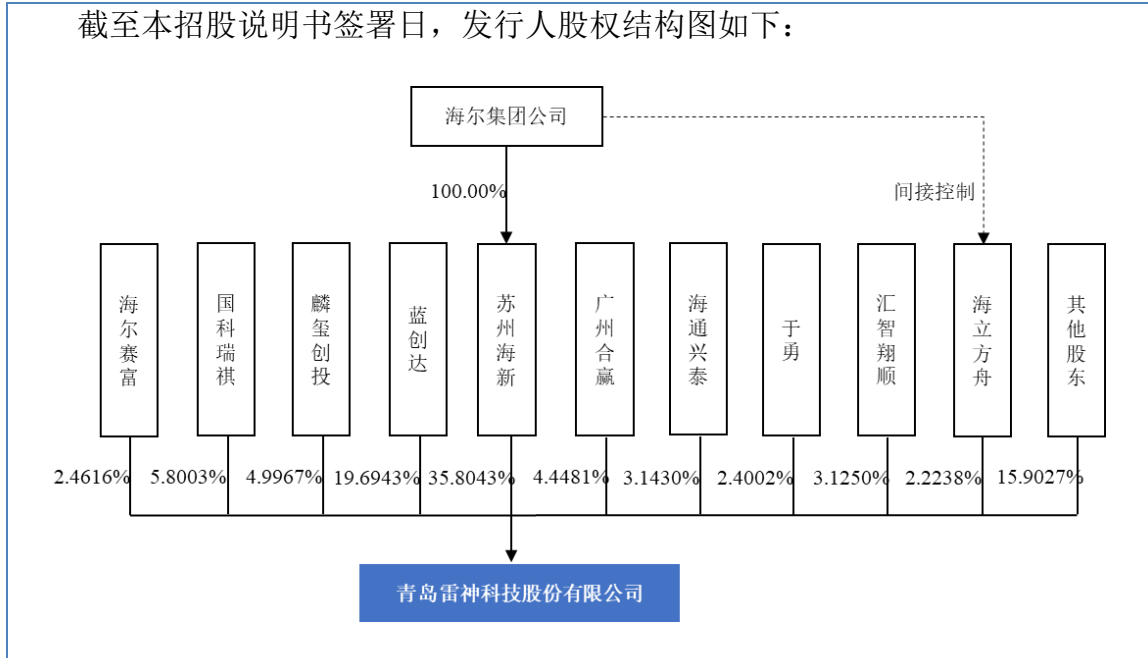 截至本招股说明书签署日，发行人股权结构图如下：
海尔集团公司
100.00%
间接控制
海尔赛富
国科瑞祺
麟玺创投
蓝创达
苏州海新
广州合赢
海通兴泰
于勇
汇智翔顺
海立方舟
其他股东
2.4616%
5.8003%
4.9967%
19.6943%
35.8043%
4.4481%
3.1430%
2.4002%
3.1250%
2.2238%
15.9027%
青岛雷神科技股份有限公司